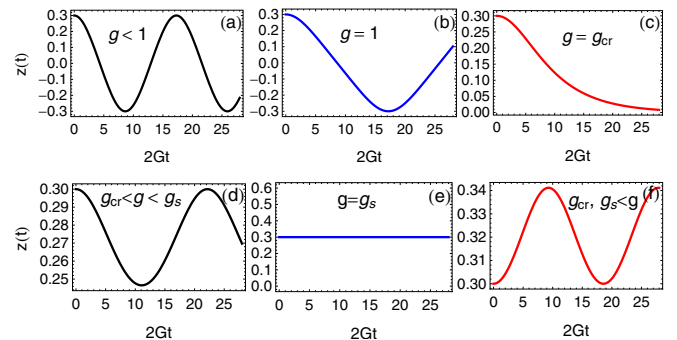 (a) g < 1
z(t)
0.3
0.2
0.1
0.0
−0.1
−0.2
−0.3
0 5 10 15 20 25
2Gt
(b) g = 1
0.3
0.2
0.1
0.0
−0.1
−0.2
−0.3
0 5 10 15 20 25
2Gt
(c) g = gcr
0.30
0.25
0.20
0.15
0.10
0.05
0.00
0 5 10 15 20 25
2Gt
(d) gcr<g < gs
z(t)
0.30
0.29
0.28
0.27
0.26
0.25
0 5 10 15 20 25
2Gt
(e) g=gs
0.6
0.5
0.4
0.3
0.2
0.1
0.0
0 5 10 15 20 25
2Gt
(f) gcr, gs<g
0.34
0.33
0.32
0.31
0.30
0 5 10 15 20 25
2Gt